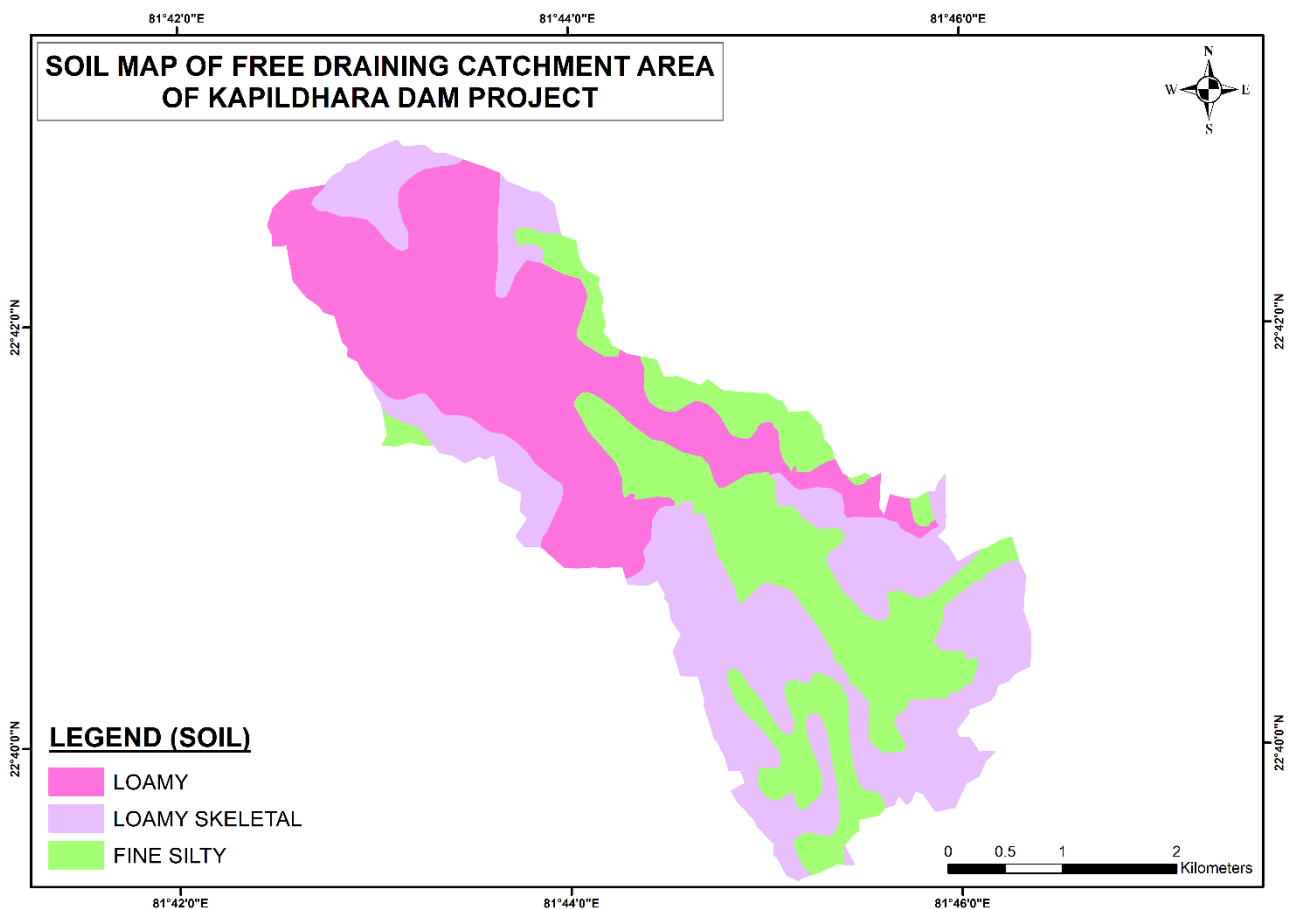 81°42'0"E 81°44'0"E 81°46'0"E
SOIL MAP OF FREE DRAINING CATCHMENT AREA
OF KAPILDHARA DAM PROJECT
N
W E
S
22°42'0"N 22°42'0"N
22°40'0"N 22°40'0"N
LEGEND (SOIL)
LOAMY
LOAMY SKELETAL
FINE SILTY
0 0.5 1 2
Kilometers
81°42'0"E 81°44'0"E 81°46'0"E